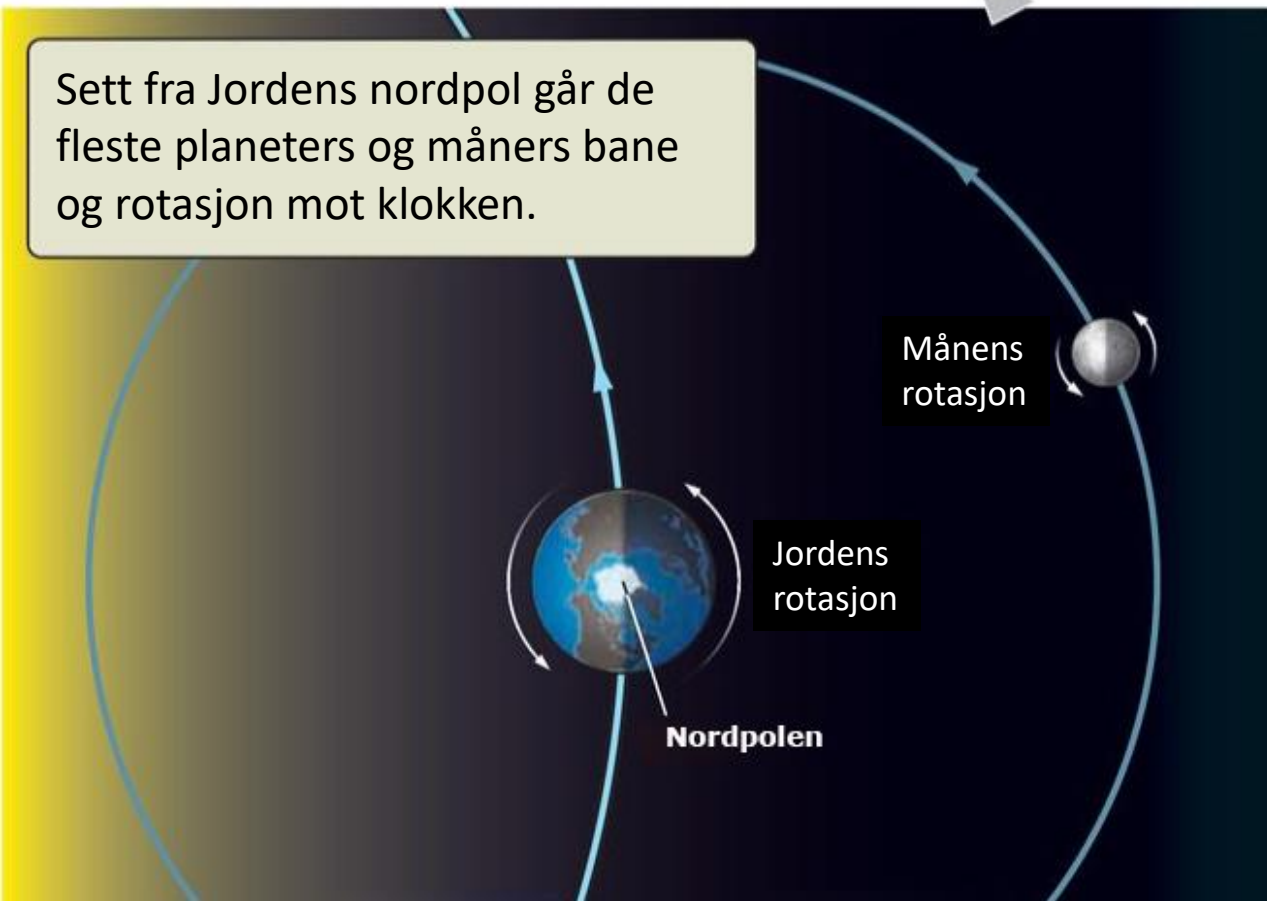 Sett fra Jordens nordpol går de
fleste planeters og måners bane
og rotasjon mot klokken.
Månens
rotasjon
Jordens
rotasjon
Nordpolen